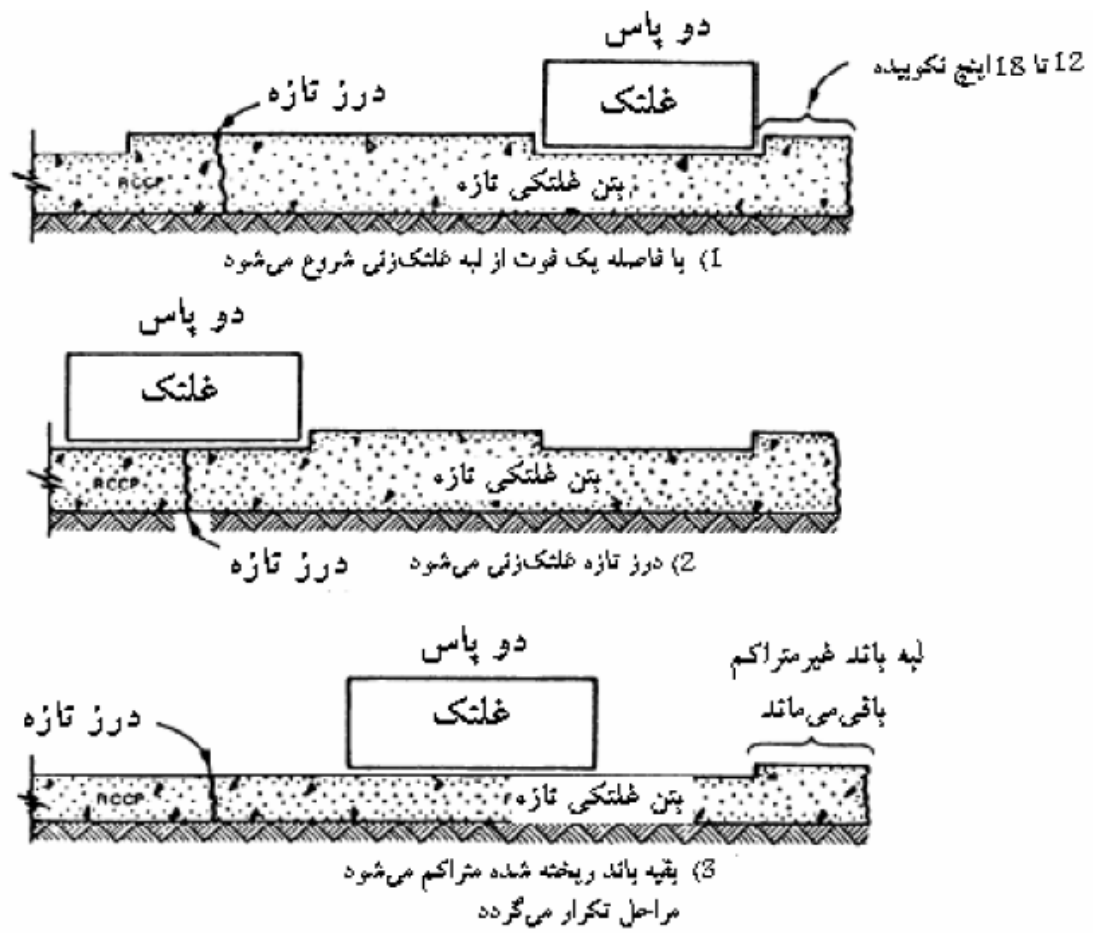 دو پاس
12 تا 18 اینچ نکوبیده
غلتک
درز تازه
RCCP
بتن غلتکی تازه
1) با فاصله یک فوت از لبه غلتک‌زنی شروع می‌شود
دو پاس
غلتک
RCCP
بتن غلتکی تازه
درز تازه
2) درز تازه غلتک‌زنی می‌شود
دو پاس
لبه باند غیرمتراکم
باقی‌می‌ماند
غلتک
درز تازه
RCCP
بتن غلتکی تازه
3) بقیه باند ریخته شده متراکم می‌شود
مراحل تکرار می‌گردد